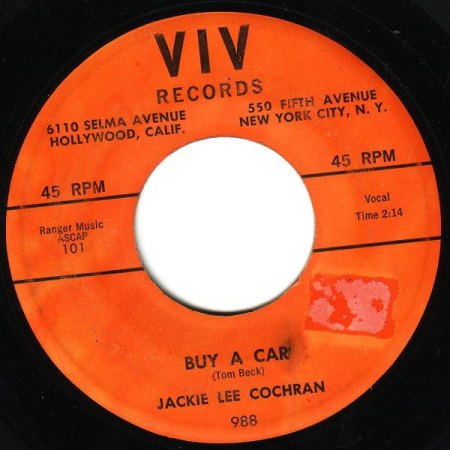 VIV
RECORDS
6110 SELMA AVENUE
HOLLYWOOD, CALIF.
550 FIFTH AVENUE
NEW YORK CITY, N. Y.
45 RPM
45 RPM
Ranger Music
ASCAP
101
Vocal
Time 2:14
BUY A CAR
(Tom Beck)
JACKIE LEE COCHRAN
988